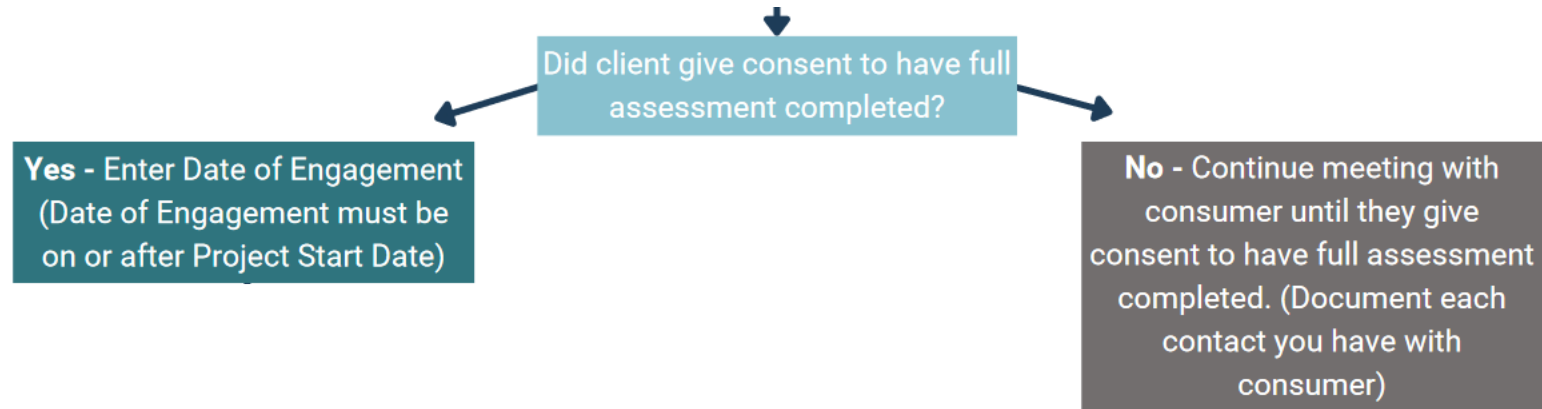 Did client give consent to have full
assessment completed?
Yes - Enter Date of Engagement
(Date of Engagement must be
on or after Project Start Date)
No - Continue meeting with
consumer until they give
consent to have full assessment
completed. (Document each
contact you have with
consumer)